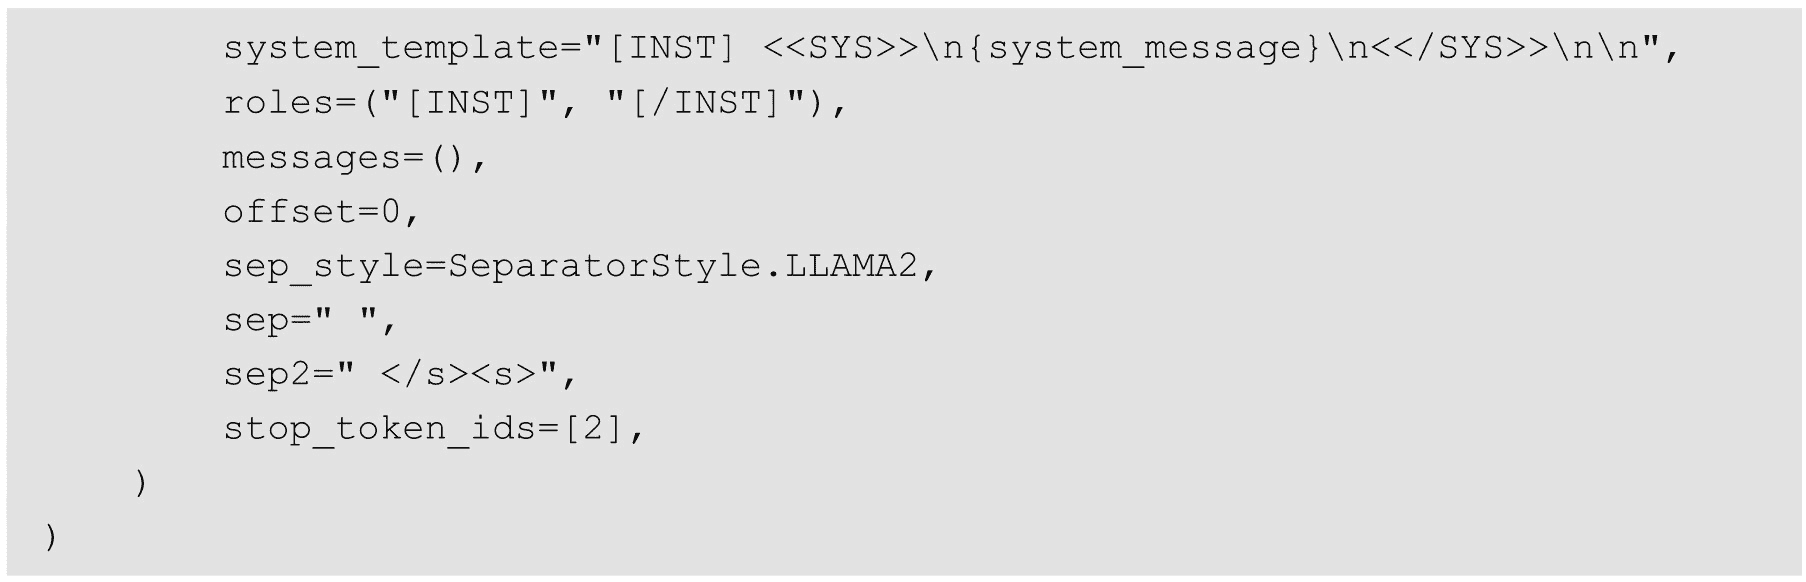 system_template="[INST] <<SYS>>\n{system_message}\n<</SYS>>\n\n",
roles=("[INST]", "[/INST]"),
messages=(),
offset=0,
sep_style=SeparatorStyle.LLAMA2,
sep=" ",
sep2=" </s><s>",
stop_token_ids=[2],
)
)